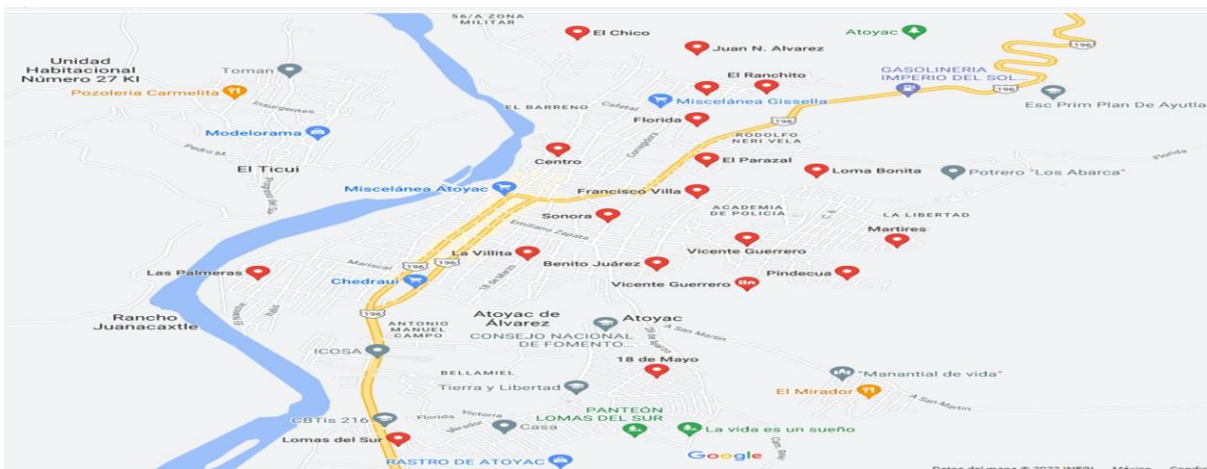 56/A ZONA
MILITAR
El Chico
Juan N. Alvarez
Atoyac
196
Unidad
Habitacional
Número 27 KI
Toman
Pozoleria Carmelita
Insurgentes
El Ranchito
GASOLINERIA
IMPERIO DEL SOL...
196
Esc Prim Plan De Ayutla
EL BARRENO
Cafetal
Miscelánea Gissella
Modelorama
Florida
196
Corregidora
RODOLFO
NERI VELA
Pedro M.
Centro
El Parazal
Florida
El Ticui
Loma Bonita
Potrero "Los Abarca"
Miscelánea Atoyac
Francisco Villa
Sonora
ACADEMIA
DE POLICIA
LA LIBERTAD
Emiliano Zapata
Martires
La Villita
Vicente Guerrero
Mariscal
196
196
Benito Juárez
Pindecua
Las Palmeras
Chedraui
18 de Marzo
Vicente Guerrero
Rancho
Juanacaxtle
196
ANTONIO
MANUEL
CAMPO
Atoyac de
Álvarez
Atoyac
CONSEJO NACIONAL
DE FOMENTO...
A San Martin
ICOSA
18 de Mayo
BELLAMIEL
Tierra y Libertad
"Manantial de vida"
El Mirador
A San Martin
CBTis 216
Florida
Victoria
Mirador
Casa
PANTEÓN
LOMAS DEL SUR
La vida es un sueño
Lomas del Sur
Google
RASTRO DE ATOYAC